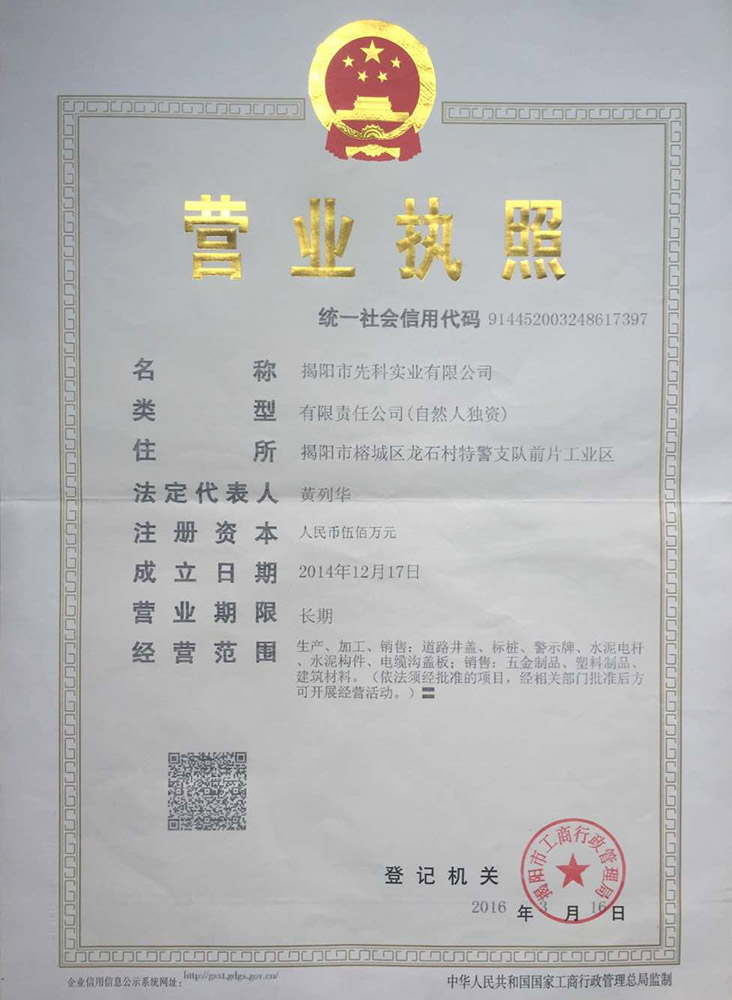 营业执照
统一社会信用代码 914452003248617397
名称 揭阳市先科实业有限公司
类型 有限责任公司(自然人独资)
住所 揭阳市榕城区龙石村特警支队前片工业区
法定代表人 黄列华
注册资本 人民币伍佰万元
成立日期 2014年12月17日
营业期限 长期
经营范围 生产、加工、销售：道路井盖、标桩、警示牌、水泥电杆
、水泥构件、电缆沟盖板；销售：五金制品、塑料制品、
建筑材料。（依法须经批准的项目，经相关部门批准后方
可开展经营活动。）
揭阳市工商行政管理局
登记机关
2016 年 3 月 16 日
企业信用信息公示系统网址： http://gsxt.gdgs.gov.cn/
中华人民共和国国家工商行政管理总局监制